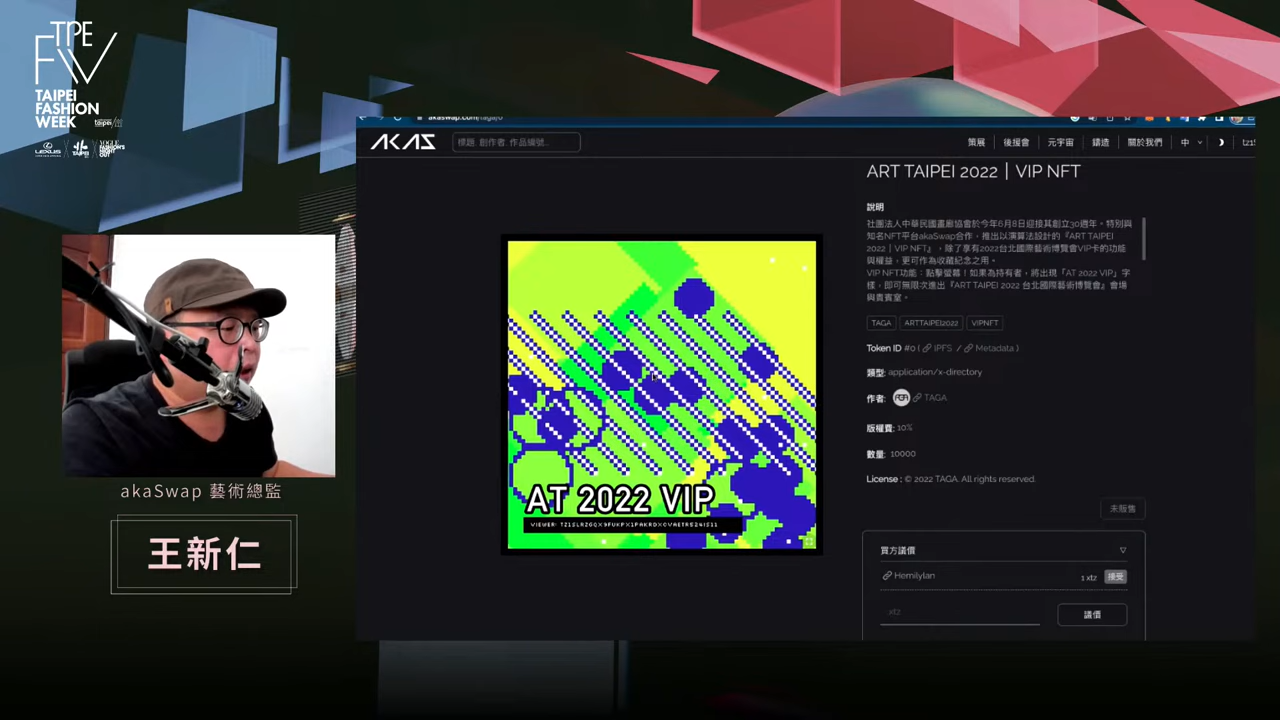 TPE
FW
TAIPEI
FASHION
WEEK
LEXUS
akaSwap 藝術總監
王新仁
AKAS
標題, 創作者, 作品編號...
策展
後援會
元宇宙
鑄造
關於我們
中
ART TAIPEI 2022｜VIP NFT
說明
社團法人中華民國畫廊協會於今年6月8日迎接其創立30週年。特別與
知名NFT平台akaSwap合作，推出以演算法設計的『ART TAIPEI
2022｜VIP NFT』，除了享有2022台北國際藝術博覽會VIP卡的功能
與權益，更可作為收藏紀念之用。
VIP NFT功能：點擊螢幕！如果為持有者，將出現「AT 2022 VIP」字
樣，即可無限次進出『ART TAIPEI 2022 台北國際藝術博覽會』會場
與貴賓室。
TAGA
ARTTAIPEI2022
VIPNFT
Token ID #0 ( IPFS / Metadata )
類型: application/x-directory
作者: TAGA
版權費: 10%
數量: 10000
License : © 2022 TAGA. All rights reserved.
未販售
買方議價
Hemilylan
1 xtz
接受
xtz
議價
AT 2022 VIP